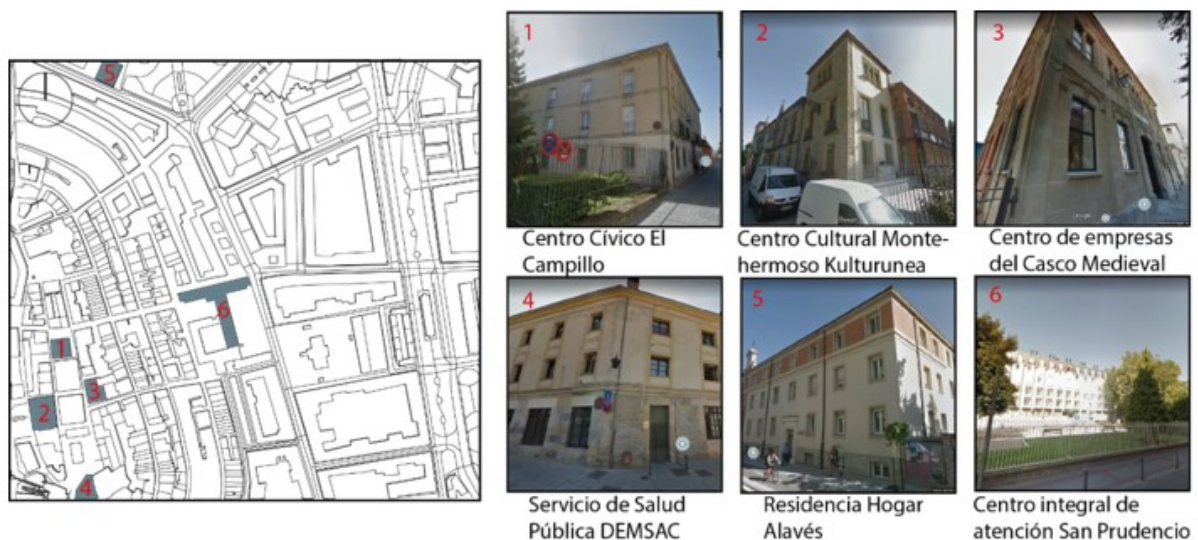 5
6
1
3
2
4
1
Centro Cívico El
Campillo
2
Centro Cultural Monte-
hermoso Kulturunea
3
Centro de empresas
del Casco Medieval
4
Servicio de Salud
Pública DEMSAC
5
Residencia Hogar
Alavés
6
Centro integral de
atención San Prudencio